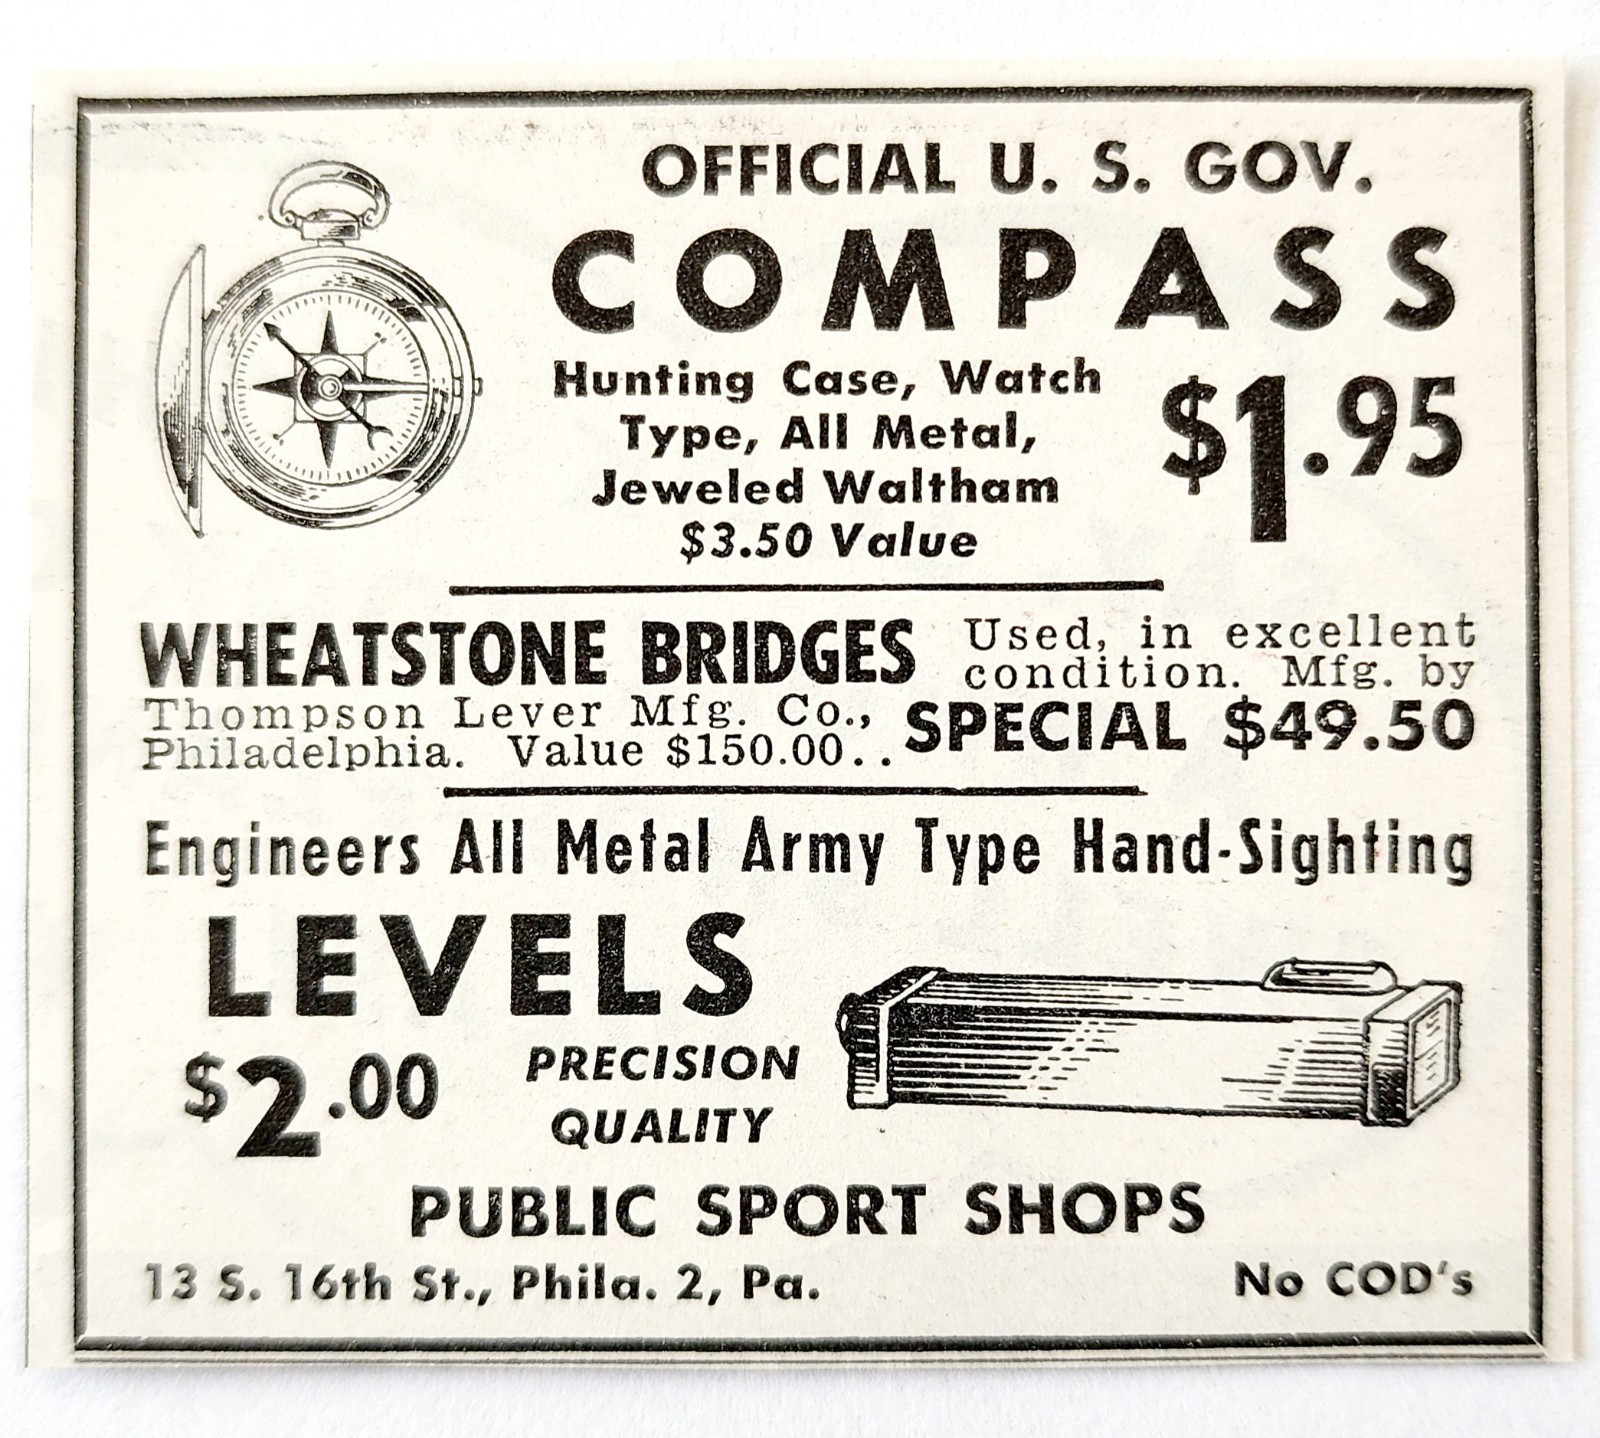 OFFICIAL U. S. GOV.
COMPASS
Hunting Case, Watch
Type, All Metal,
Jeweled Waltham
$3.50 Value
$1.95
WHEATSTONE BRIDGES Used, in excellent
condition. Mfg. by
Thompson Lever Mfg. Co.,
Philadelphia. Value $150.00.. SPECIAL $49.50
Engineers All Metal Army Type Hand-Sighting
LEVELS
$2.00
PRECISION
QUALITY
PUBLIC SPORT SHOPS
13 S. 16th St., Phila. 2, Pa. No COD's